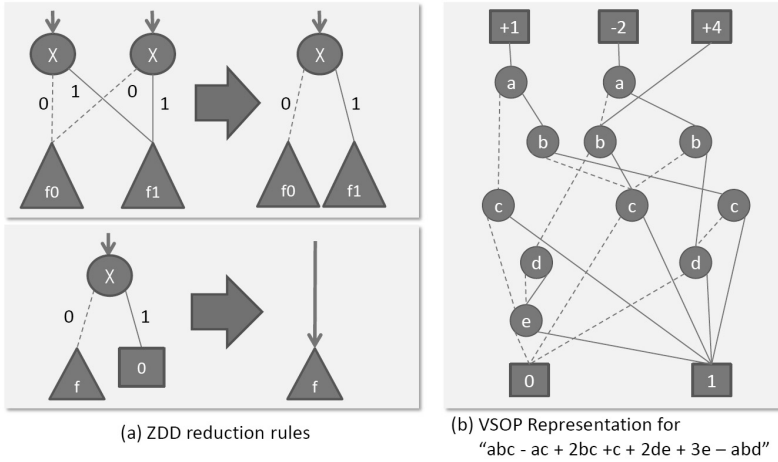 X
X
0
1
0
1
f0
f1
X
0
1
f0
f1
X
0
1
f
0
f
(a) ZDD reduction rules
+1
-2
+4
a
a
b
b
b
c
c
c
d
d
e
0
1
(b) VSOP Representation for
"abc - ac + 2bc +c + 2de + 3e – abd"